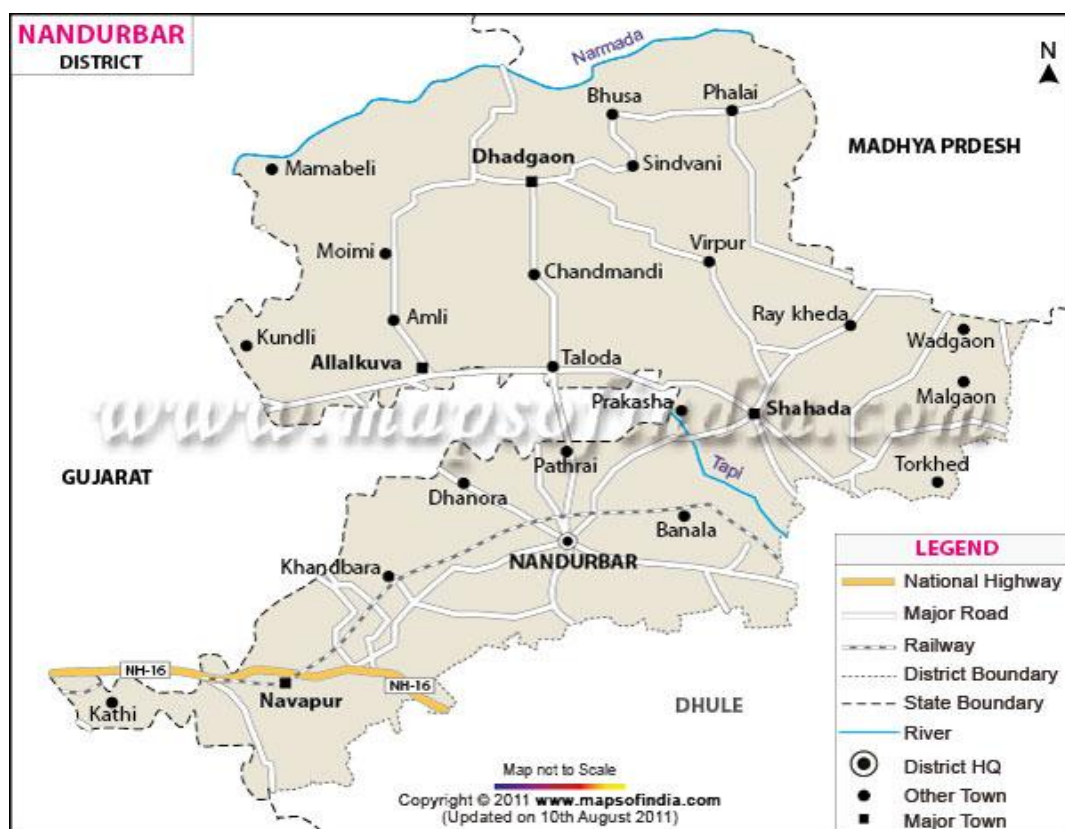 NANDURBAR
DISTRICT
N
Narmada
Bhusa
Phalai
MADHYA PRDESH
Mamabeli
Dhadgaon
Sindvani
Moimi
Virpur
Chandmandi
Amli
Ray kheda
Kundli
Wadgaon
Allalkuva
Taloda
Malgaon
Prakasha
Shahada
www.mapsofindia.com
GUJARAT
Pathrai
Tapi
Torkhed
Dhanora
Banala
NANDURBAR
Khandbara
NH-16
NH-16
Navapur
Kathi
DHULE
LEGEND
National Highway
Major Road
Railway
District Boundary
State Boundary
River
District HQ
Other Town
Major Town
Map not to Scale
Copyright © 2011 www.mapsofindia.com
(Updated on 10th August 2011)